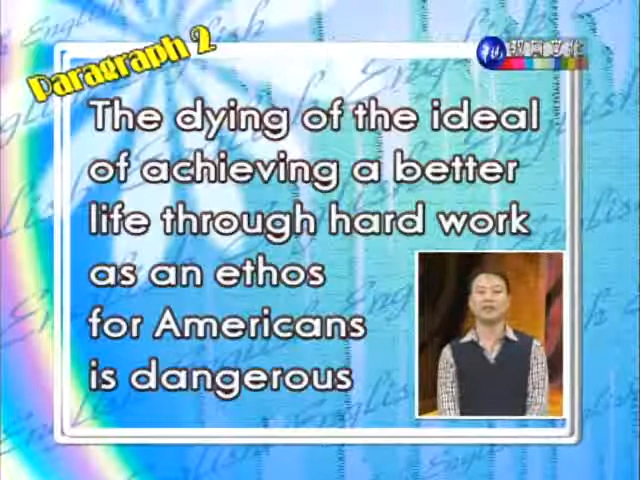 Paragraph 2
The dying of the ideal
of achieving a better
life through hard work
as an ethos
for Americans
is dangerous